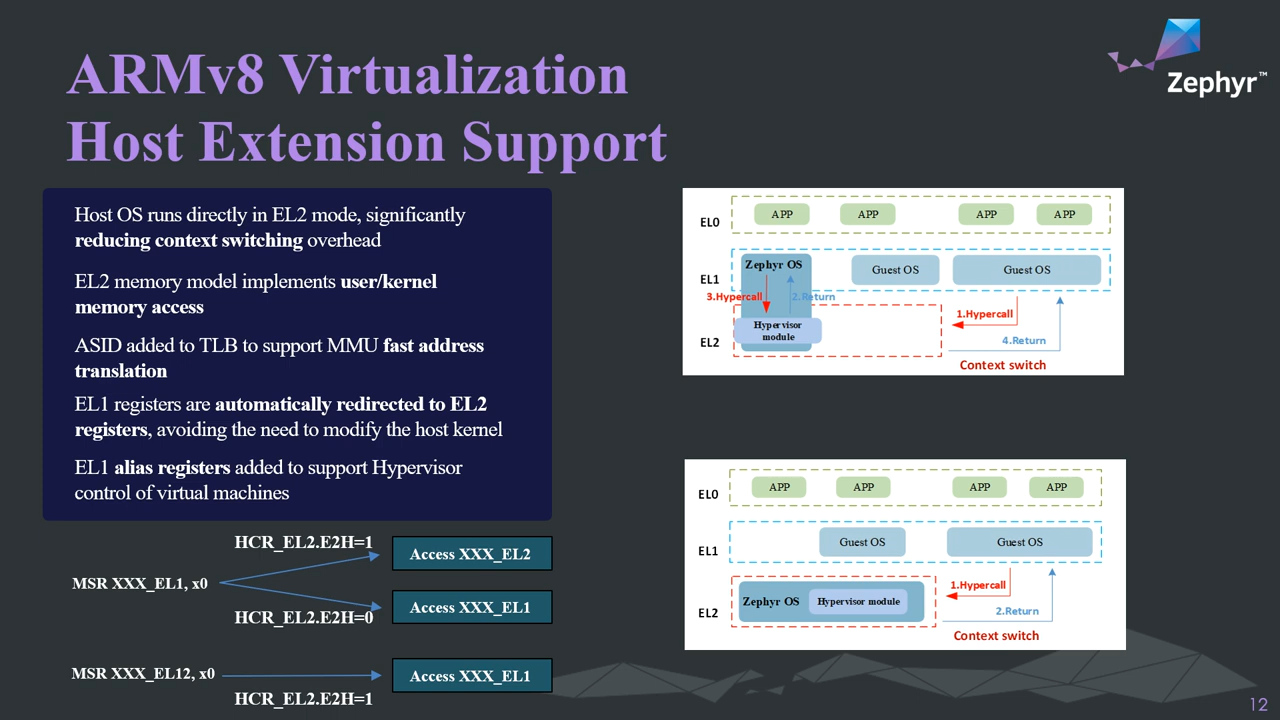 ARMv8 Virtualization
Host Extension Support
Zephyr™
Host OS runs directly in EL2 mode, significantly
reducing context switching overhead
EL2 memory model implements user/kernel
memory access
ASID added to TLB to support MMU fast address
translation
EL1 registers are automatically redirected to EL2
registers, avoiding the need to modify the host kernel
EL1 alias registers added to support Hypervisor
control of virtual machines
HCR_EL2.E2H=1
Access XXX_EL2
MSR XXX_EL1, x0
Access XXX_EL1
HCR_EL2.E2H=0
MSR XXX_EL12, x0
Access XXX_EL1
HCR_EL2.E2H=1
EL0
APP
APP
APP
APP
EL1
Zephyr OS
Guest OS
Guest OS
3.Hypercall
2.Return
1.Hypercall
EL2
Hypervisor
module
4.Return
Context switch
EL0
APP
APP
APP
APP
EL1
Guest OS
Guest OS
EL2
Zephyr OS
Hypervisor module
1.Hypercall
2.Return
Context switch
12